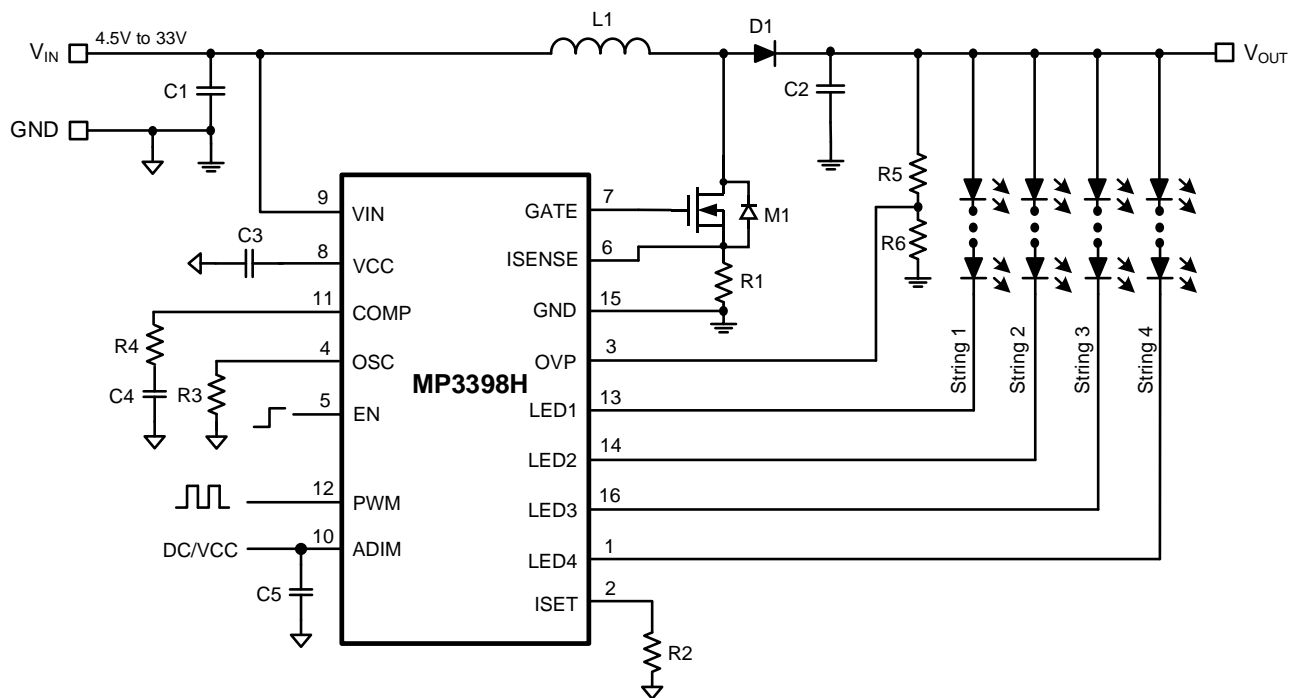 L1
D1
VIN
4.5V to 33V
VOUT
C1
C2
GND
R5
9
VIN
GATE
7
M1
C3
8
VCC
ISENSE
6
R6
R1
11
COMP
GND
15
R4
4
OSC
OVP
3
C4
R3
MP3398H
5
EN
LED1
13
String 1
String 2
String 3
String 4
LED2
14
12
PWM
LED3
16
DC/VCC
10
ADIM
LED4
1
C5
ISET
2
R2